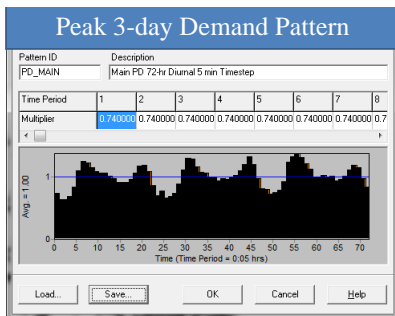 Peak 3-day Demand Pattern
Pattern ID Description
PD_MAIN Main PD 72-hr Diurnal 5 min Timestep
Time Period 1 2 3 4 5 6 7 8
Multiplier 0.740000 0.740000 0.740000 0.740000 0.740000 0.740000 0.740000 0.7
Avg. = 1.00
1
0
0 5 10 15 20 25 30 35 40 45 50 55 60 65 70
Time (Time Period = 0:05 hrs)
Load... Save... OK Cancel Help